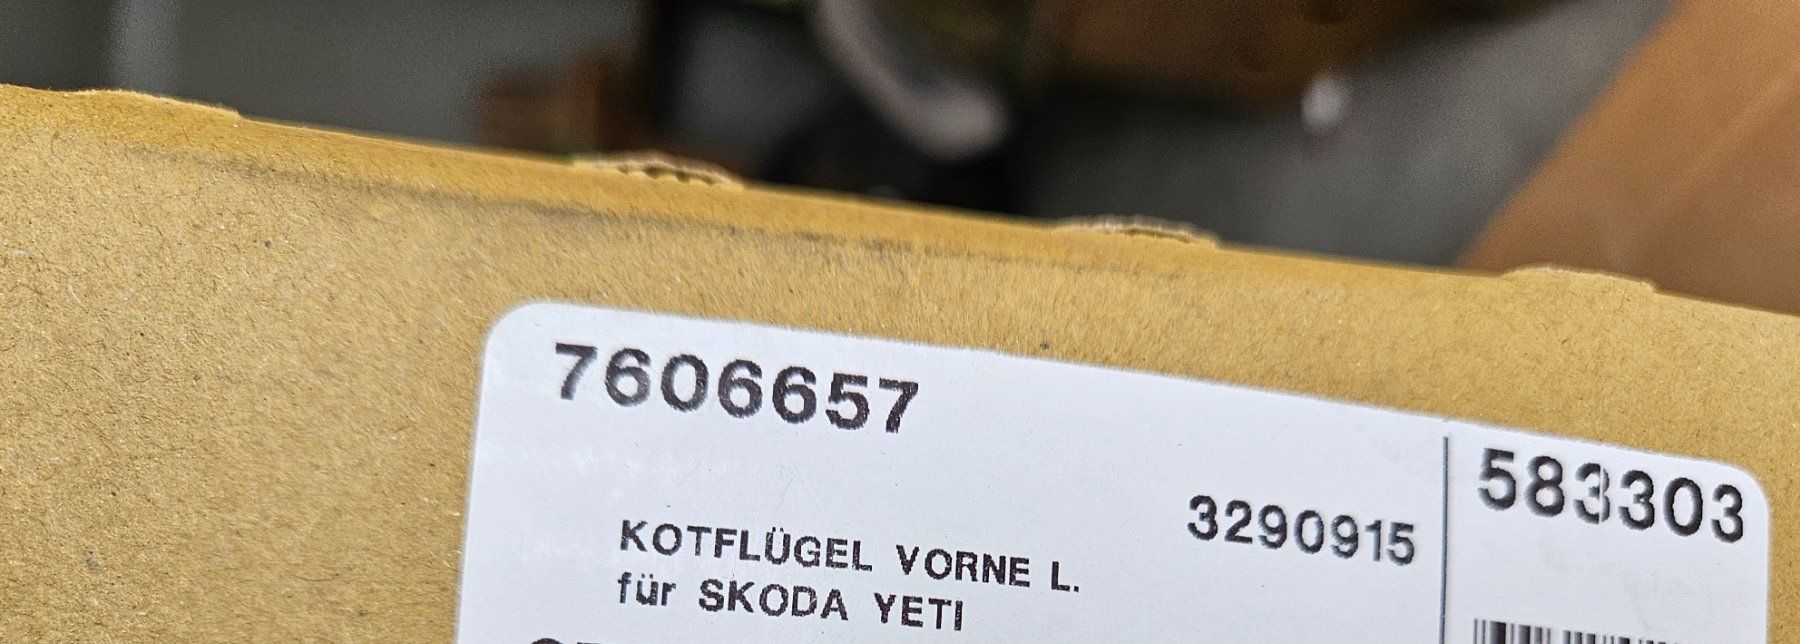 7606657
583303
3290915
KOTFLÜGEL VORNE L.
für SKODA YETI